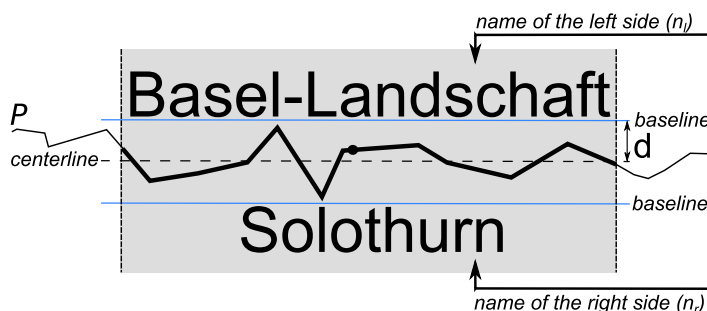 name of the left side (nₗ)
Basel-Landschaft
P
baseline
d
centerline
baseline
Solothurn
name of the right side (nᵣ)